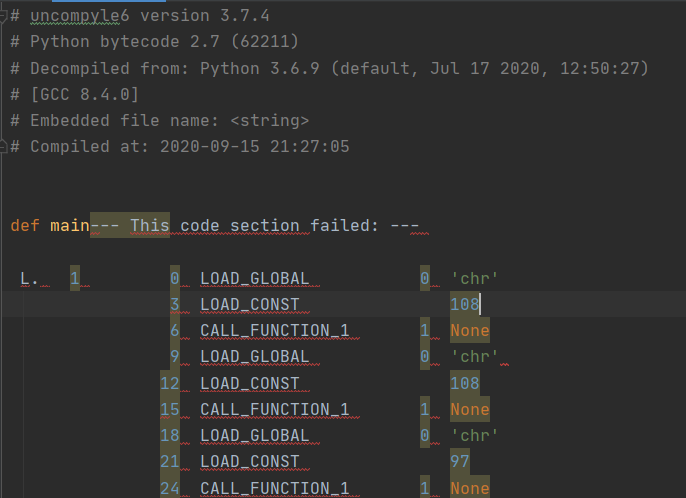 # uncompyle6 version 3.7.4
# Python bytecode 2.7 (62211)
# Decompiled from: Python 3.6.9 (default, Jul 17 2020, 12:50:27)
# [GCC 8.4.0]
# Embedded file name: <string>
# Compiled at: 2020-09-15 21:27:05
def main--- This code section failed: ---
L. 1 0 LOAD_GLOBAL 0 'chr'
3 LOAD_CONST 108
6 CALL_FUNCTION_1 1 None
9 LOAD_GLOBAL 0 'chr'
12 LOAD_CONST 108
15 CALL_FUNCTION_1 1 None
18 LOAD_GLOBAL 0 'chr'
21 LOAD_CONST 97
24 CALL_FUNCTION_1 1 None